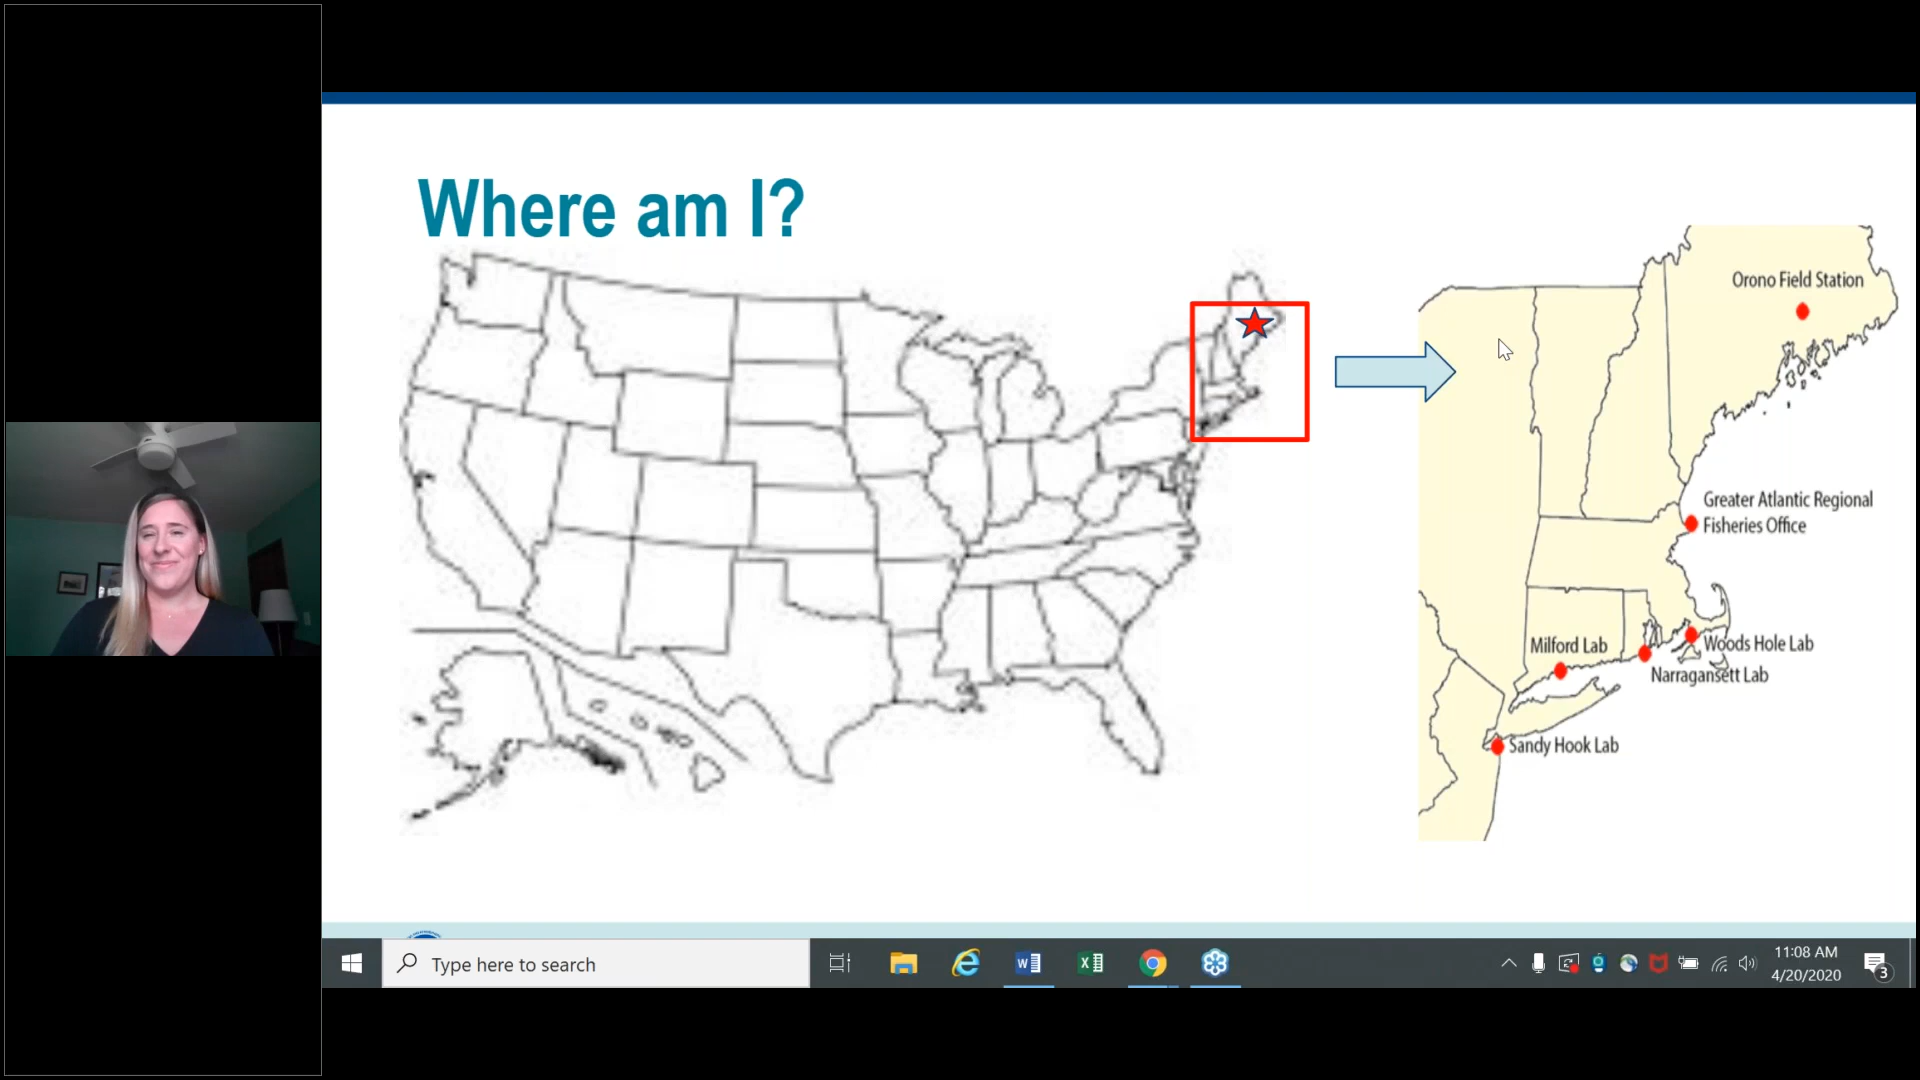 Where am I?
Orono Field Station
Greater Atlantic Regional
Fisheries Office
Milford Lab
Woods Hole Lab
Narragansett Lab
Sandy Hook Lab
Type here to search
11:08 AM
4/20/2020
3